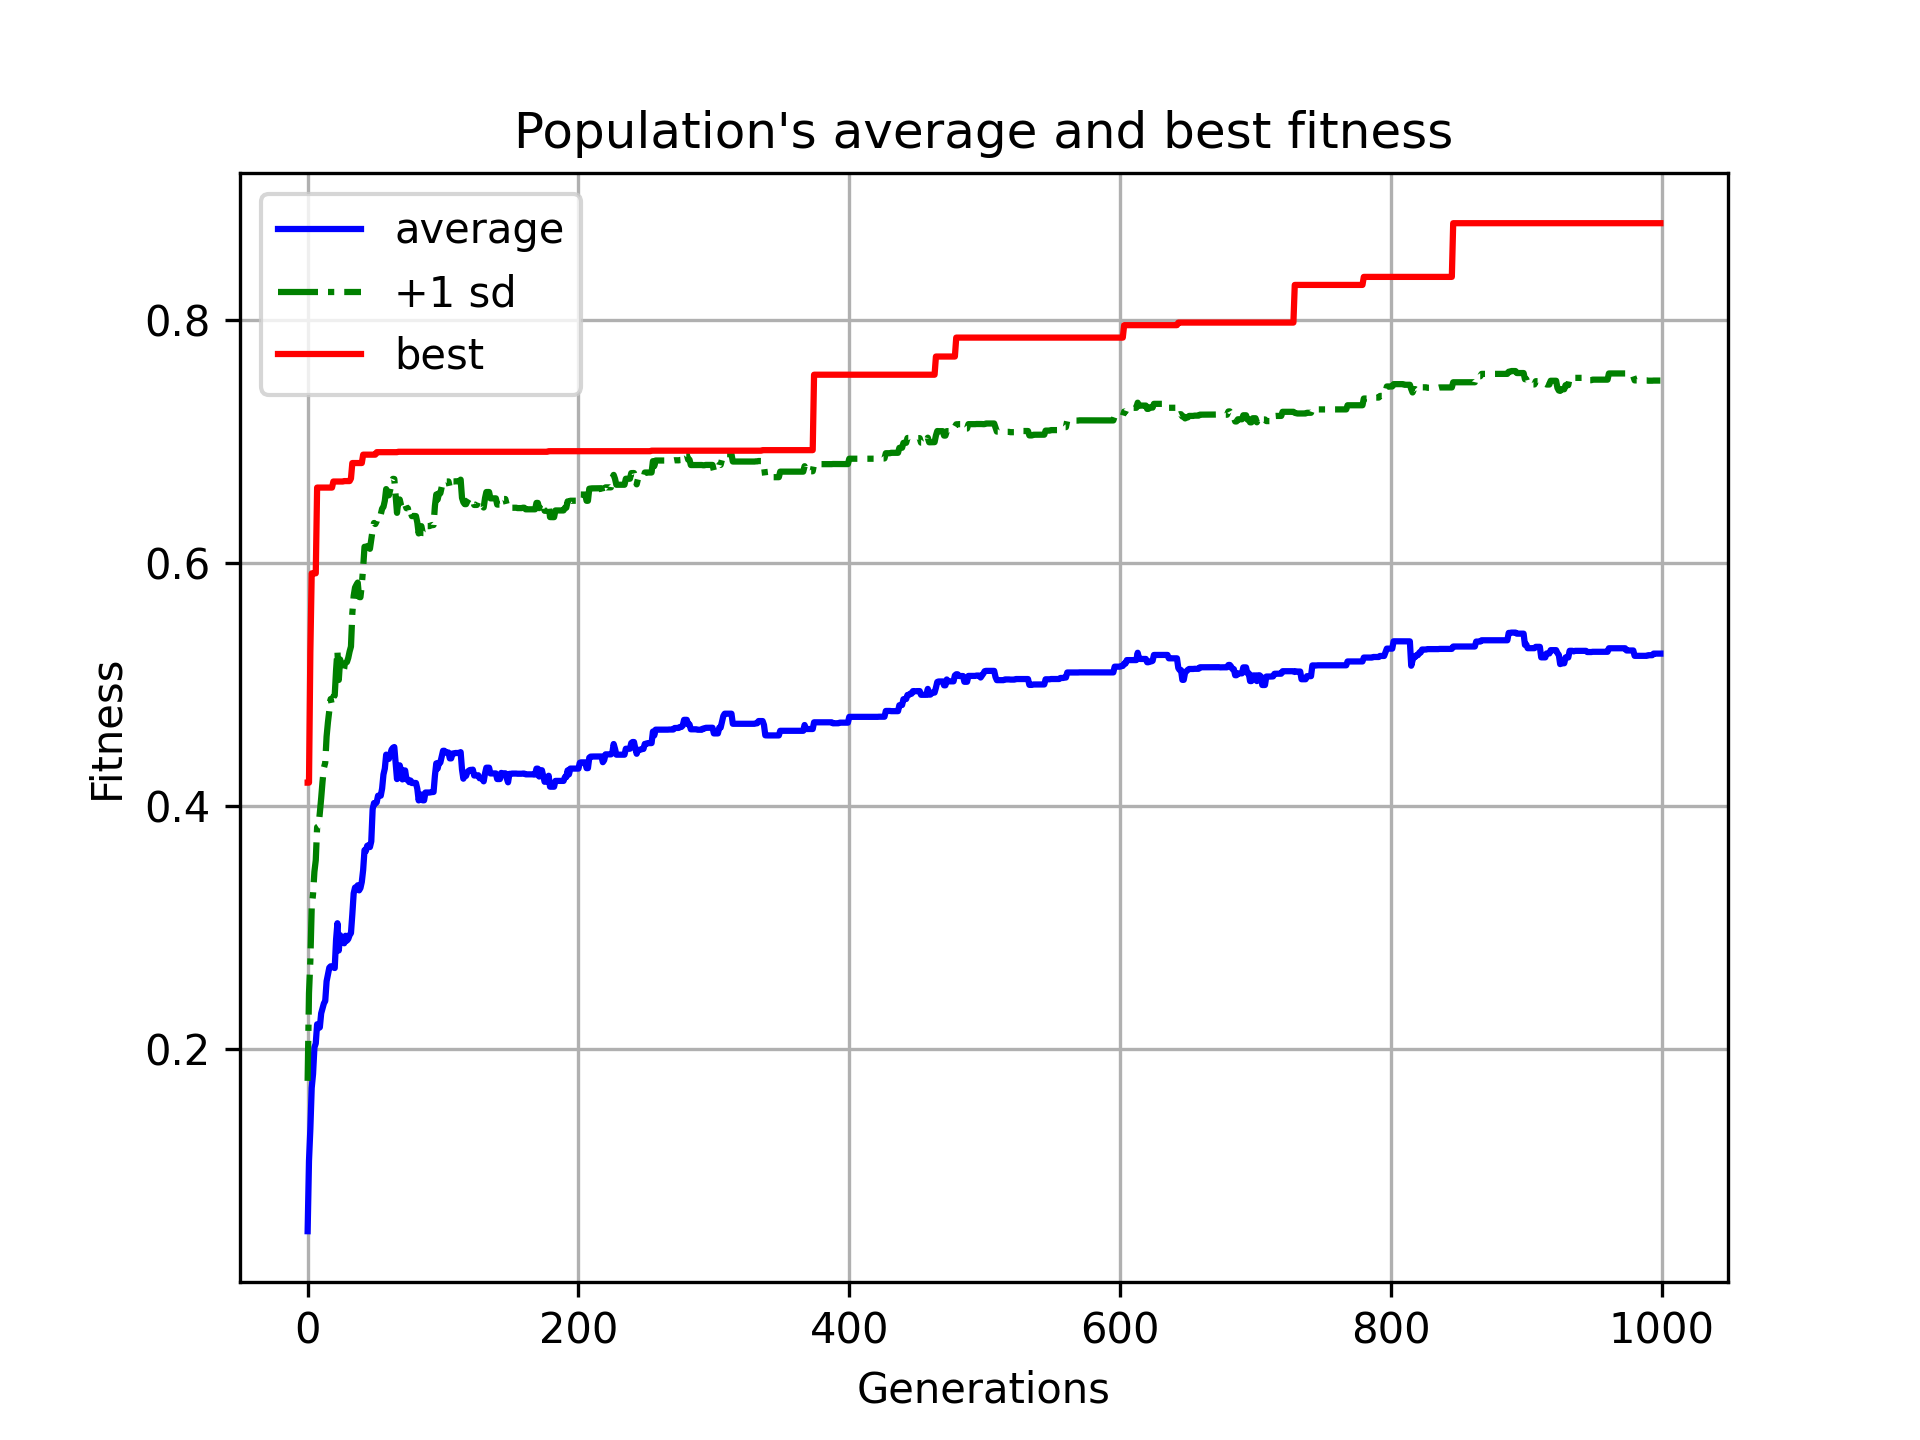 Population's average and best fitness
average
+1 sd
best
Fitness
0.8
0.6
0.4
0.2
0 200 400 600 800 1000
Generations